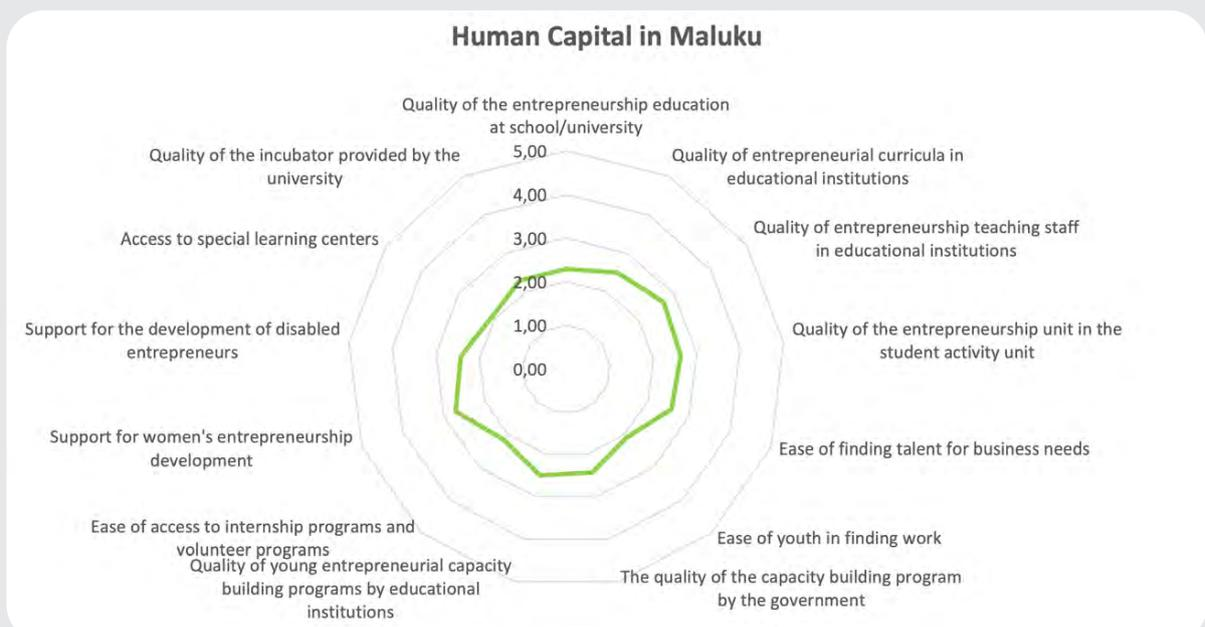 Human Capital in Maluku
Quality of the entrepreneurship education
at school/university
Quality of entrepreneurial curricula in
educational institutions
Quality of entrepreneurship teaching staff
in educational institutions
Quality of the entrepreneurship unit in the
student activity unit
Ease of finding talent for business needs
Ease of youth in finding work
The quality of the capacity building program
by the government
Quality of young entrepreneurial capacity
building programs by educational
institutions
Ease of access to internship programs and
volunteer programs
Support for women's entrepreneurship
development
Support for the development of disabled
entrepreneurs
Access to special learning centers
Quality of the incubator provided by the
university
5,00
4,00
3,00
2,00
1,00
0,00